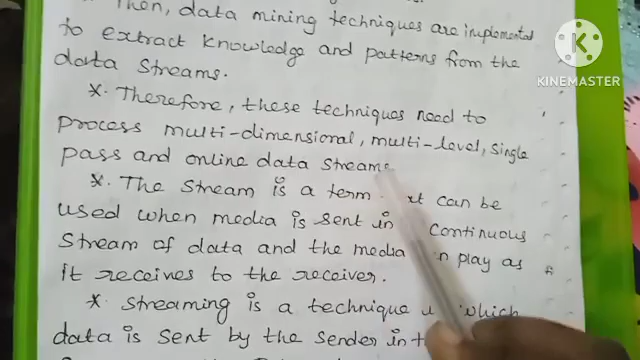 Then, data mining techniques are implemented
to extract knowledge and patterns from the
data streams.
*. Therefore, these techniques need to
process multi-dimensional, multi-level, single
pass and online data streams
*. The stream is a term it can be
used when media is sent in continuous
stream of data and the media play as
it receives to the receiver.
* streaming is a technique which
data is sent by the sender in
K
KINEMASTER